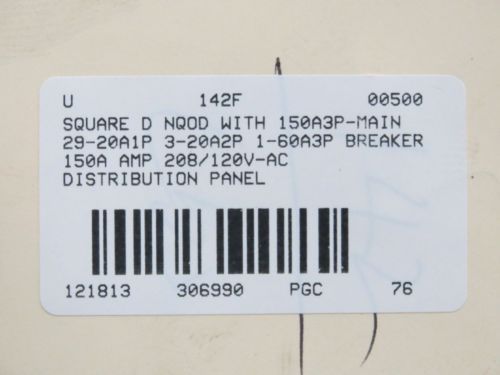 U 142F 00500
SQUARE D NQOD WITH 150A3P-MAIN
29-20A1P 3-20A2P 1-60A3P BREAKER
150A AMP 208/120V-AC
DISTRIBUTION PANEL
121813 306990 PGC 76